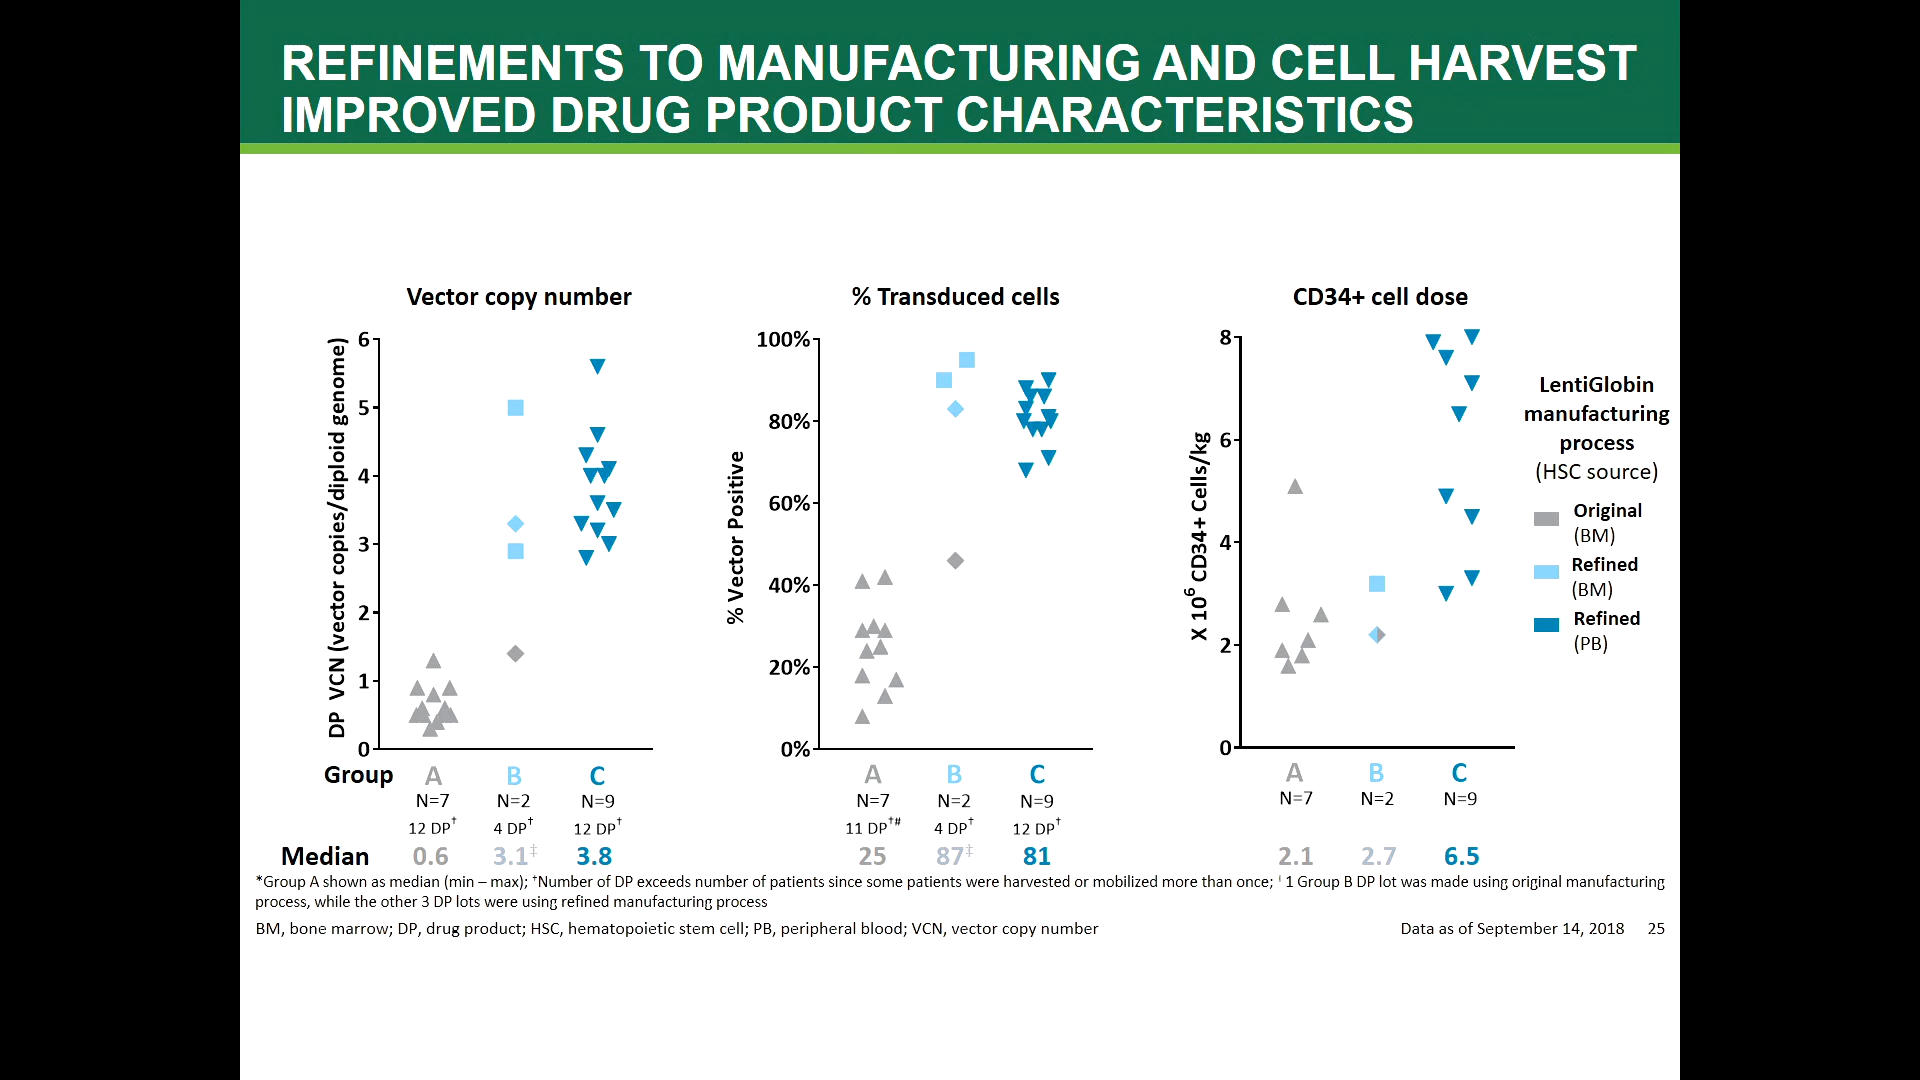 REFINEMENTS TO MANUFACTURING AND CELL HARVEST
IMPROVED DRUG PRODUCT CHARACTERISTICS
Vector copy number
DP VCN (vector copies/diploid genome)
6
5
4
3
2
1
0
Group
A
B
C
N=7
N=2
N=9
12 DP†
4 DP†
12 DP†
Median
0.6
3.1‡
3.8
% Transduced cells
% Vector Positive
100%
80%
60%
40%
20%
0%
A
B
C
N=7
N=2
N=9
11 DP†#
4 DP†
12 DP†
25
87‡
81
CD34+ cell dose
X 10⁶ CD34+ Cells/kg
8
6
4
2
0
A
B
C
N=7
N=2
N=9
2.1
2.7
6.5
LentiGlobin
manufacturing
process
(HSC source)
Original
(BM)
Refined
(BM)
Refined
(PB)
*Group A shown as median (min – max); †Number of DP exceeds number of patients since some patients were harvested or mobilized more than once; 1 Group B DP lot was made using original manufacturing
process, while the other 3 DP lots were using refined manufacturing process
BM, bone marrow; DP, drug product; HSC, hematopoietic stem cell; PB, peripheral blood; VCN, vector copy number
Data as of September 14, 2018
25